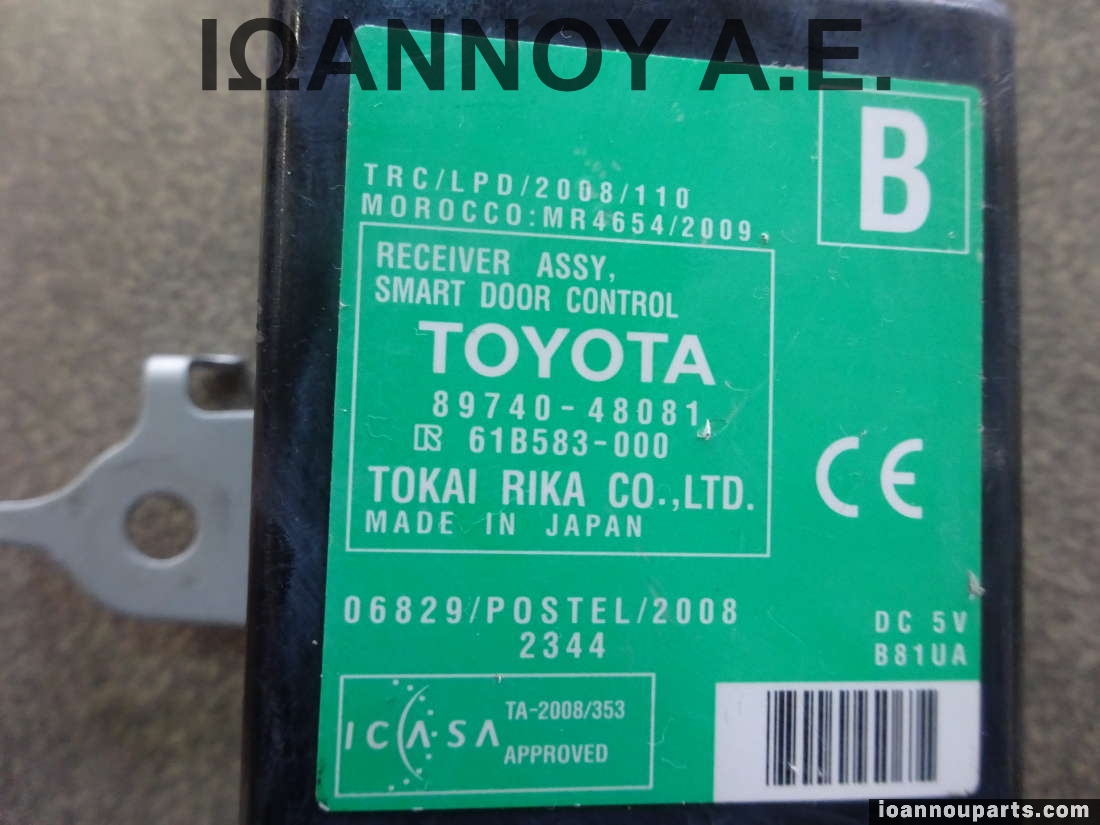 ΙΩΑΝΝΟΥ Α.Ε.
B
TRC/LPD/2008/110
MOROCCO:MR4654/2009
RECEIVER ASSY,
SMART DOOR CONTROL
TOYOTA
89740-48081
61B583-000
TOKAI RIKA CO.,LTD.
MADE IN JAPAN
CE
06829/POSTEL/2008
2344
DC 5V
B81UA
ICASA
TA-2008/353
APPROVED
ioannouparts.com